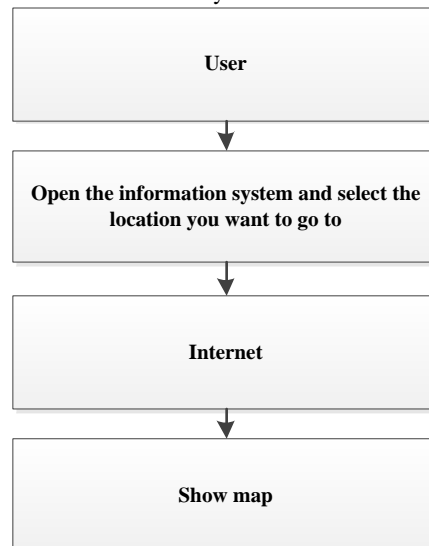 User
Open the information system and select the
location you want to go to
Internet
Show map